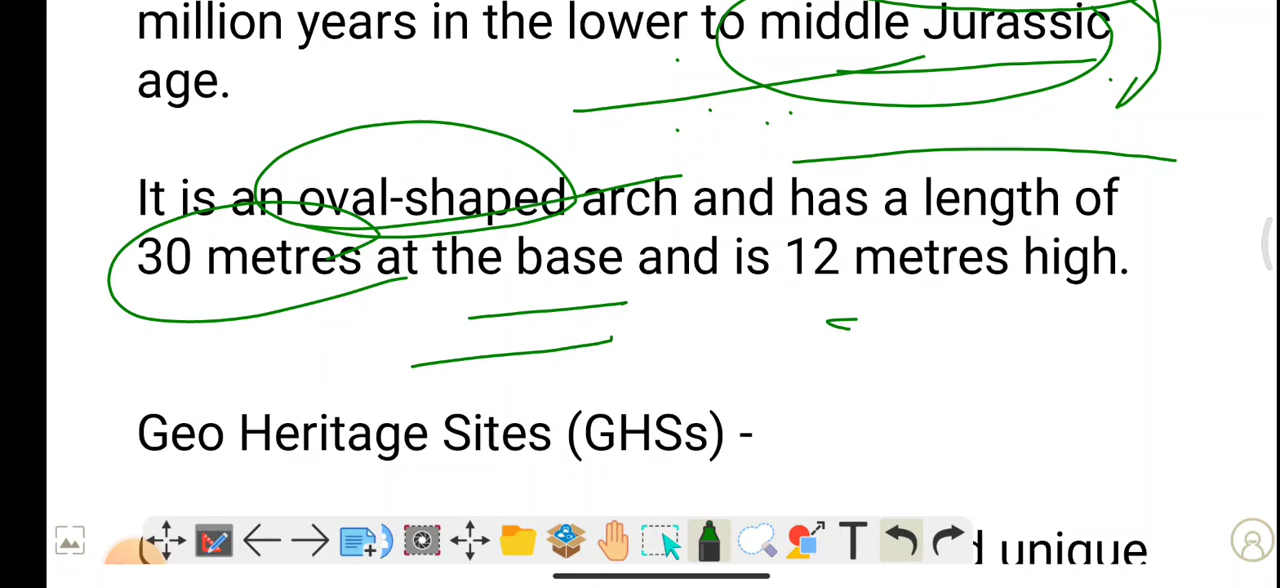 million years in the lower to middle Jurassic
age.
It is an oval-shaped arch and has a length of
30 metres at the base and is 12 metres high.
Geo Heritage Sites (GHSs) -
T
unique